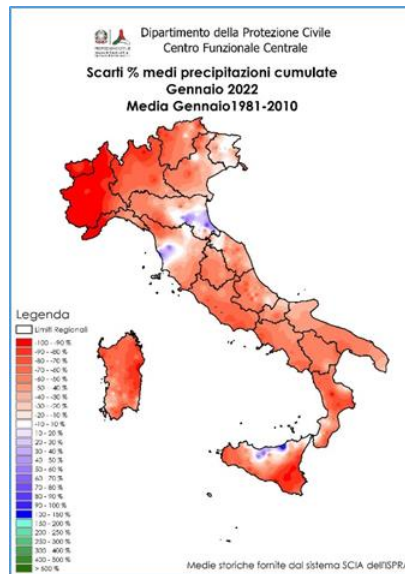 Dipartimento della Protezione Civile
Centro Funzionale Centrale
Scarti % medi precipitazioni cumulate
Gennaio 2022
Media Gennaio1981-2010
Legenda
Limiti Regionali
-100 - -90 %
-90 - -80 %
-80 - -70 %
-70 - -60 %
-60 - -50 %
-50 - -40 %
-40 - -30 %
-30 - -20 %
-20 - -10 %
-10 - 10 %
10 - 20 %
20 - 30 %
30 - 40 %
40 - 50 %
50 - 60 %
60 - 70 %
70 - 80 %
80 - 90 %
90 - 100 %
150 - 200 %
200 - 250 %
250 - 300 %
300 - 400 %
400 - 500 %
> 500 %
Medie storiche fornite dal sistema SCIA dell'ISPRA